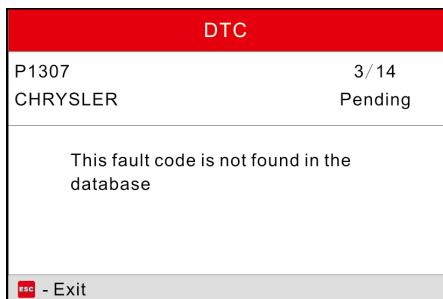 DTC
P1307 3/14
CHRYSLER Pending
This fault code is not found in the
database
ESC - Exit